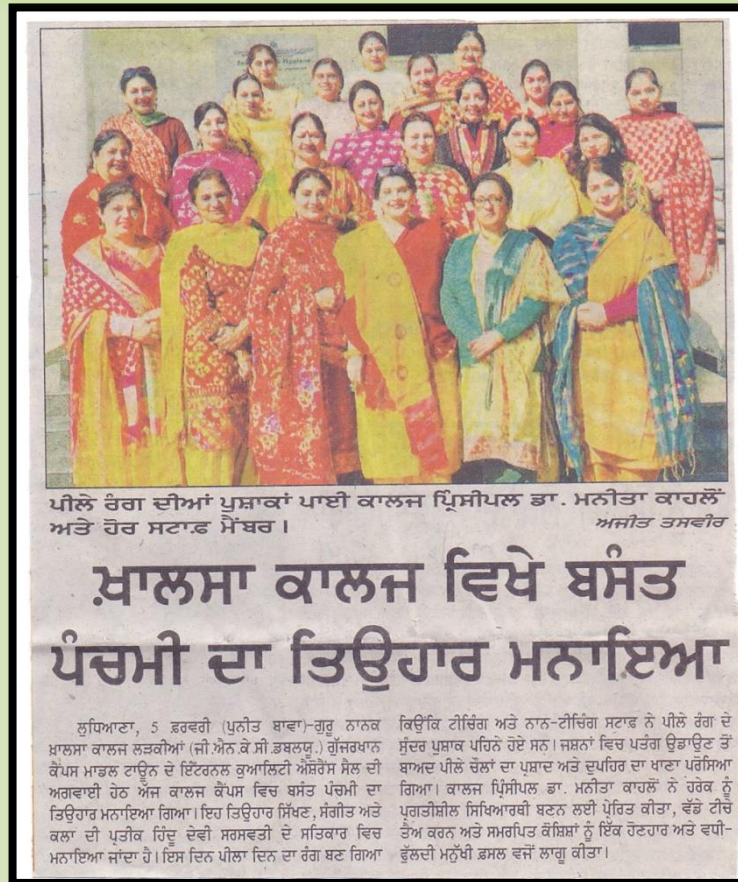 ਪੀਲੇ ਰੰਗ ਦੀਆਂ ਪੁਸ਼ਾਕਾਂ ਪਾਈ ਕਾਲਜ ਪ੍ਰਿੰਸੀਪਲ ਡਾ. ਮਨੀਤਾ ਕਾਹਲੋਂ
ਅਤੇ ਹੋਰ ਸਟਾਫ਼ ਮੈਂਬਰ।
ਅਜੀਤ ਤਸਵੀਰ
ਖ਼ਾਲਸਾ ਕਾਲਜ ਵਿਖੇ ਬਸੰਤ
ਪੰਚਮੀ ਦਾ ਤਿਉਹਾਰ ਮਨਾਇਆ
ਲੁਧਿਆਣਾ, 5 ਫ਼ਰਵਰੀ (ਪੁਨੀਤ ਬਾਵਾ)-ਗੁਰੂ ਨਾਨਕ
ਖ਼ਾਲਸਾ ਕਾਲਜ ਲੜਕੀਆਂ (ਜੀ.ਐਨ.ਕੇ.ਸੀ.ਡਬਲਯੂ.) ਗੁੱਜਰਖਾਨ
ਕੈਂਪਸ ਮਾਡਲ ਟਾਊਨ ਦੇ ਇੰਟਰਨਲ ਕੁਆਲਿਟੀ ਐਸ਼ੋਰੈਂਸ ਸੈਲ ਦੀ
ਅਗਵਾਈ ਹੇਠ ਅੱਜ ਕਾਲਜ ਕੈਂਪਸ ਵਿਚ ਬਸੰਤ ਪੰਚਮੀ ਦਾ
ਤਿਉਹਾਰ ਮਨਾਇਆ ਗਿਆ। ਇਹ ਤਿਉਹਾਰ ਸਿੱਖਣ, ਸੰਗੀਤ ਅਤੇ
ਕਲਾ ਦੀ ਪ੍ਰਤੀਕ ਹਿੰਦੂ ਦੇਵੀ ਸਰਸਵਤੀ ਦੇ ਸਤਿਕਾਰ ਵਿਚ
ਮਨਾਇਆ ਜਾਂਦਾ ਹੈ। ਇਸ ਦਿਨ ਪੀਲਾ ਦਿਨ ਦਾ ਰੰਗ ਬਣ ਗਿਆ
ਕਿਉਂਕਿ ਟੀਚਿੰਗ ਅਤੇ ਨਾਨ-ਟੀਚਿੰਗ ਸਟਾਫ ਨੇ ਪੀਲੇ ਰੰਗ ਦੇ
ਸੁੰਦਰ ਪੁਸ਼ਾਕ ਪਹਿਨੇ ਹੋਏ ਸਨ। ਜਸ਼ਨਾਂ ਵਿਚ ਪਤੰਗ ਉਡਾਉਣ ਤੋਂ
ਬਾਅਦ ਪੀਲੇ ਚੌਲਾਂ ਦਾ ਪ੍ਰਸ਼ਾਦ ਅਤੇ ਦੁਪਹਿਰ ਦਾ ਖਾਣਾ ਪਰੋਸਿਆ
ਗਿਆ। ਕਾਲਜ ਪ੍ਰਿੰਸੀਪਲ ਡਾ. ਮਨੀਤਾ ਕਾਹਲੋਂ ਨੇ ਹਰੇਕ ਨੂੰ
ਪ੍ਰਗਤੀਸ਼ੀਲ ਸਿਖਿਆਰਥੀ ਬਣਨ ਲਈ ਪ੍ਰੇਰਿਤ ਕੀਤਾ, ਵੱਡੇ ਟੀਚੇ
ਤੈਅ ਕਰਨ ਅਤੇ ਸਮਰਪਿਤ ਕੋਸ਼ਿਸ਼ਾਂ ਨੂੰ ਇੱਕ ਹੋਣਹਾਰ ਅਤੇ ਵਧੀ-
ਫੁੱਲਦੀ ਮਨੁੱਖੀ ਫ਼ਸਲ ਵਜੋਂ ਲਾਗੂ ਕੀਤਾ।